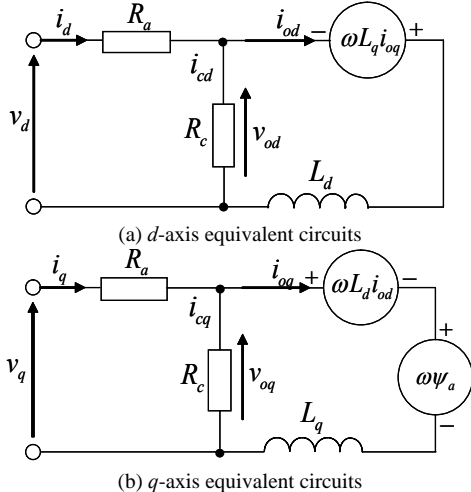 i_d R_a i_od − ωL_q i_oq +
i_cd
v_d R_c v_od
L_d
(a) d-axis equivalent circuits
i_q R_a i_oq + ωL_d i_od −
i_cq +
v_q R_c v_oq ωψ_a
L_q −
(b) q-axis equivalent circuits